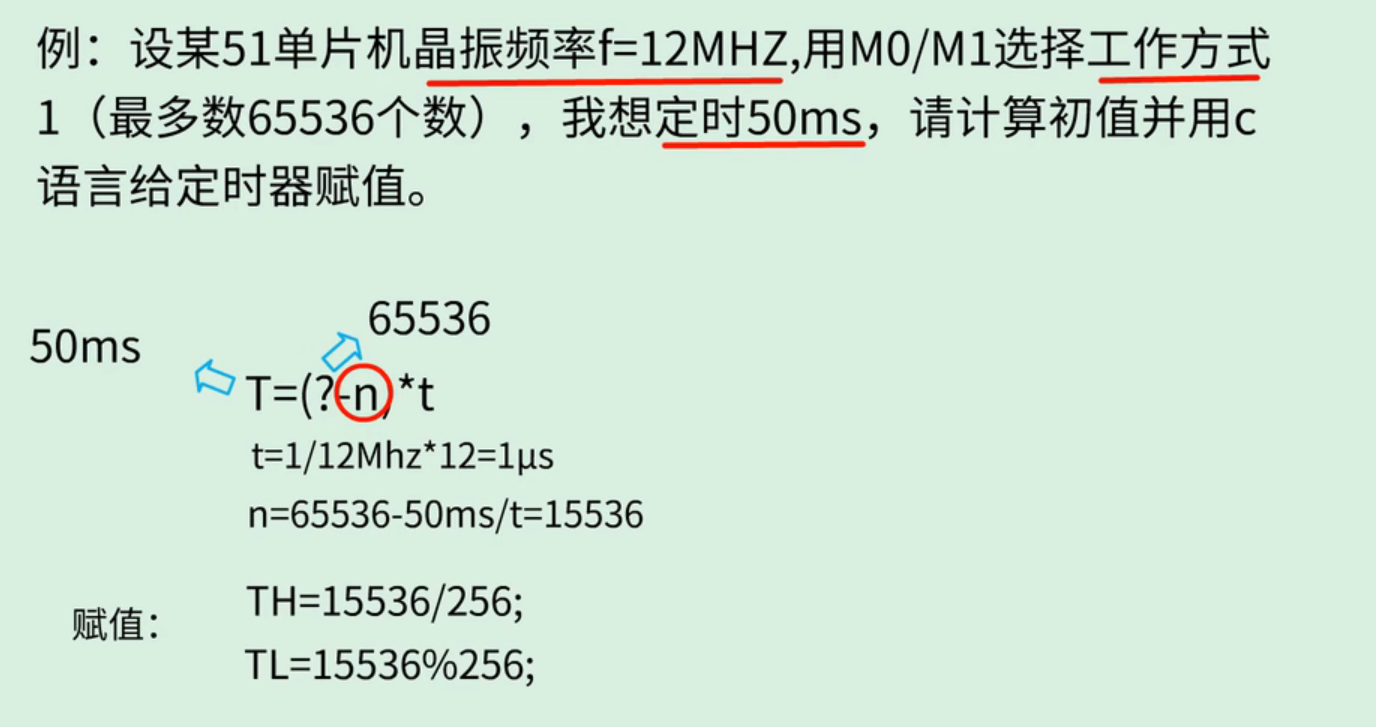 例：设某51单片机晶振频率f=12MHZ,用M0/M1选择工作方式
1（最多数65536个数），我想定时50ms，请计算初值并用c
语言给定时器赋值。
65536
50ms
T=(?-n)*t
t=1/12Mhz*12=1μs
n=65536-50ms/t=15536
TH=15536/256;
赋值：
TL=15536%256;